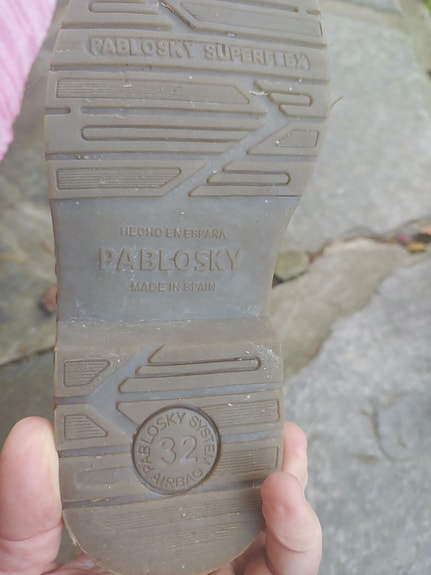 PABLOSKY SUPERFLEX
HECHO EN ESPAÑA
PABLOSKY
MADE IN SPAIN
PABLOSKY SYSTEM
32
AIRBAG